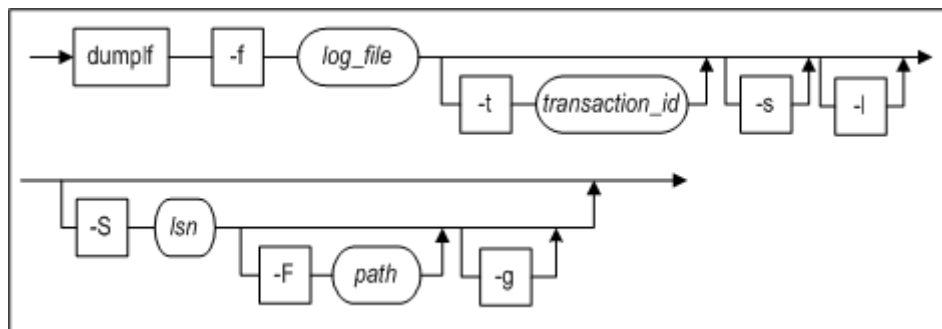 dumplf -f log_file
-t transaction_id -s -l
-S lsn
-F path -g